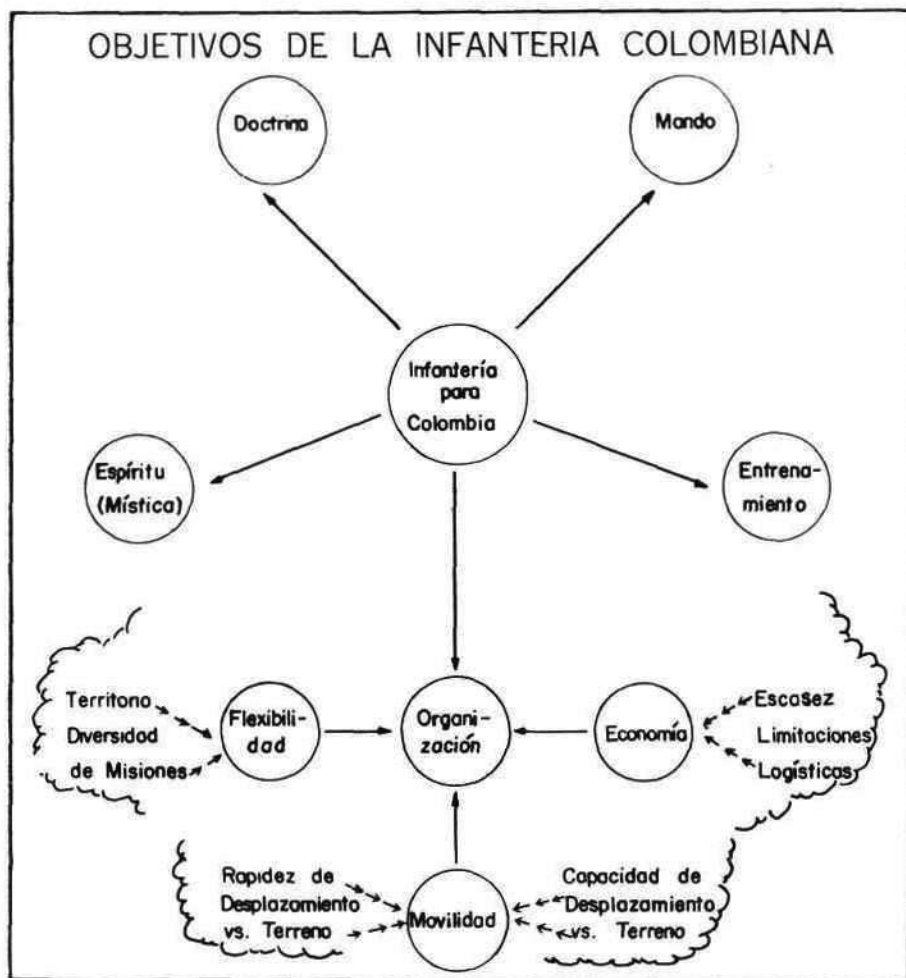 OBJETIVOS DE LA INFANTERIA COLOMBIANA
Doctrina
Mando
Infantería
para
Colombia
Espíritu
(Mística)
Entrena-
miento
Territorio
Diversidad
de Misiones
Flexibili-
dad
Organi-
zación
Economía
Escasez
Limitaciones
Logísticas
Rapidez de
Desplazamiento
vs. Terreno
Movilidad
Capacidad de
Desplazamiento
vs. Terreno